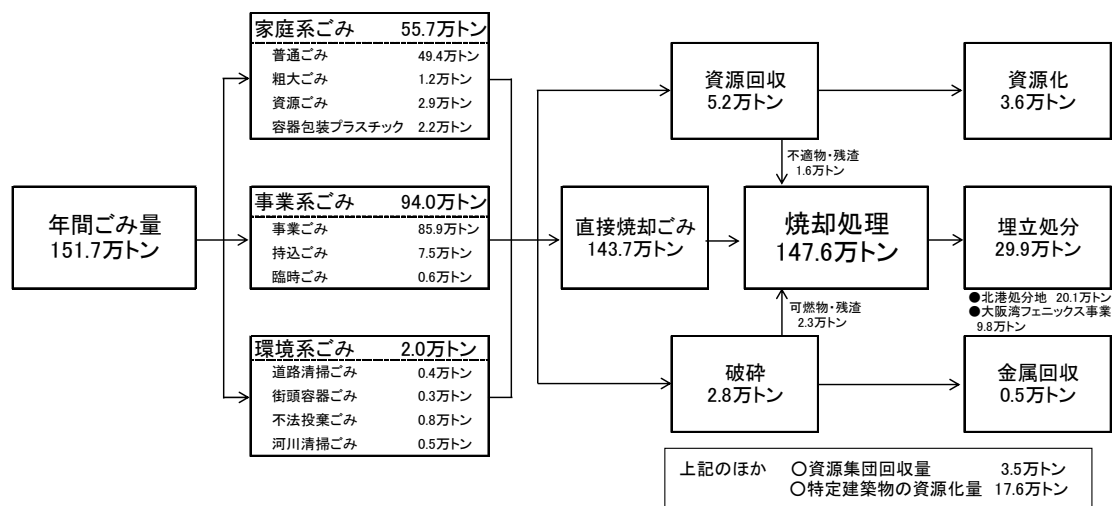 年間ごみ量
151.7万トン
家庭系ごみ 55.7万トン
普通ごみ 49.4万トン
粗大ごみ 1.2万トン
資源ごみ 2.9万トン
容器包装プラスチック 2.2万トン
事業系ごみ 94.0万トン
事業ごみ 85.9万トン
持込ごみ 7.5万トン
臨時ごみ 0.6万トン
環境系ごみ 2.0万トン
道路清掃ごみ 0.4万トン
街頭容器ごみ 0.3万トン
不法投棄ごみ 0.8万トン
河川清掃ごみ 0.5万トン
資源回収
5.2万トン
資源化
3.6万トン
不適物・残渣
1.6万トン
直接焼却ごみ
143.7万トン
焼却処理
147.6万トン
埋立処分
29.9万トン
●北港処分地 20.1万トン
●大阪湾フェニックス事業
9.8万トン
可燃物・残渣
2.3万トン
破砕
2.8万トン
金属回収
0.5万トン
上記のほか ○資源集団回収量 3.5万トン
○特定建築物の資源化量 17.6万トン